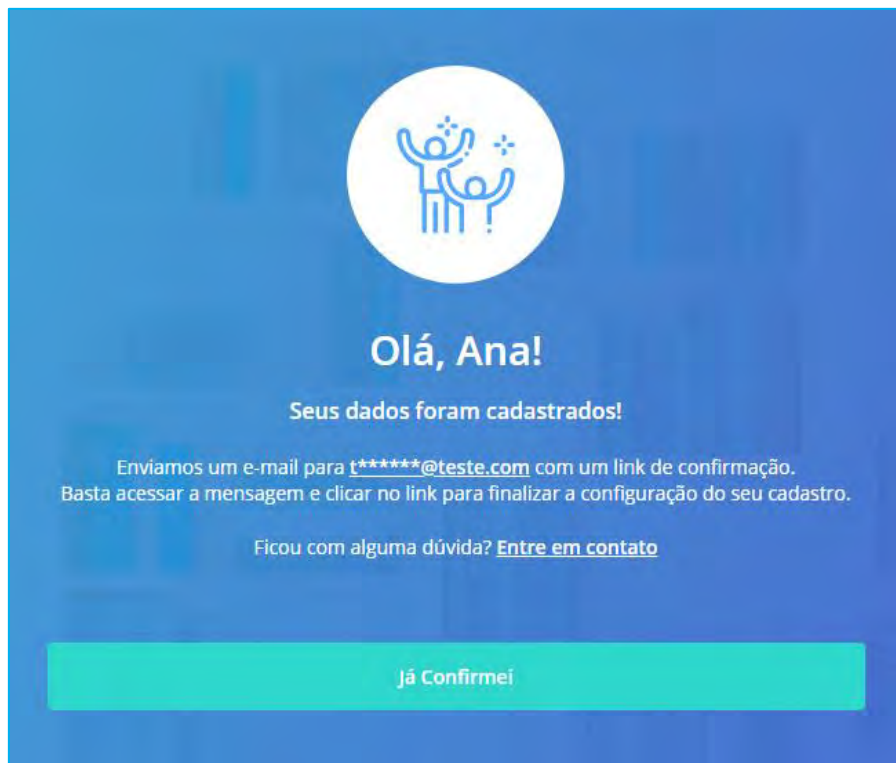 Olá, Ana!
Seus dados foram cadastrados!
Enviamos um e-mail para t******@teste.com com um link de confirmação.
Basta acessar a mensagem e clicar no link para finalizar a configuração do seu cadastro.
Ficou com alguma dúvida? Entre em contato
Já Confirmei